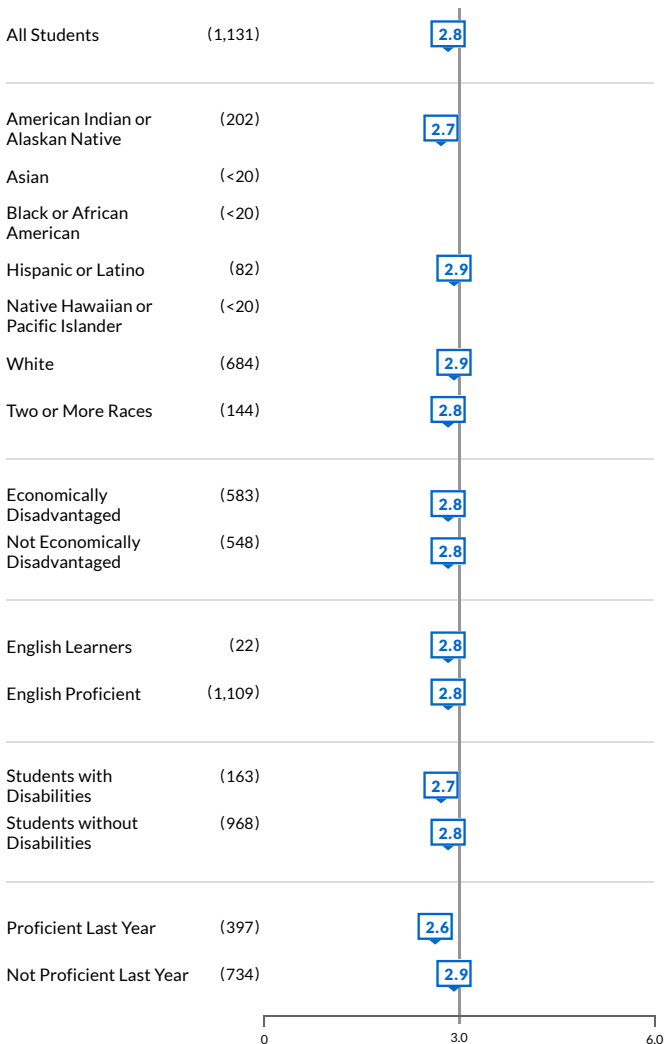 All Students (1,131) 2.8
American Indian or (202) 2.7
Alaskan Native
Asian (<20)
Black or African (<20)
American
Hispanic or Latino (82) 2.9
Native Hawaiian or (<20)
Pacific Islander
White (684) 2.9
Two or More Races (144) 2.8
Economically (583) 2.8
Disadvantaged
Not Economically (548) 2.8
Disadvantaged
English Learners (22) 2.8
English Proficient (1,109) 2.8
Students with (163) 2.7
Disabilities
Students without (968) 2.8
Disabilities
Proficient Last Year (397) 2.6
Not Proficient Last Year (734) 2.9
0 3.0 6.0